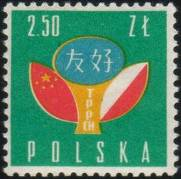 2.50 ZŁ
友好
TPPCH
POLSKA